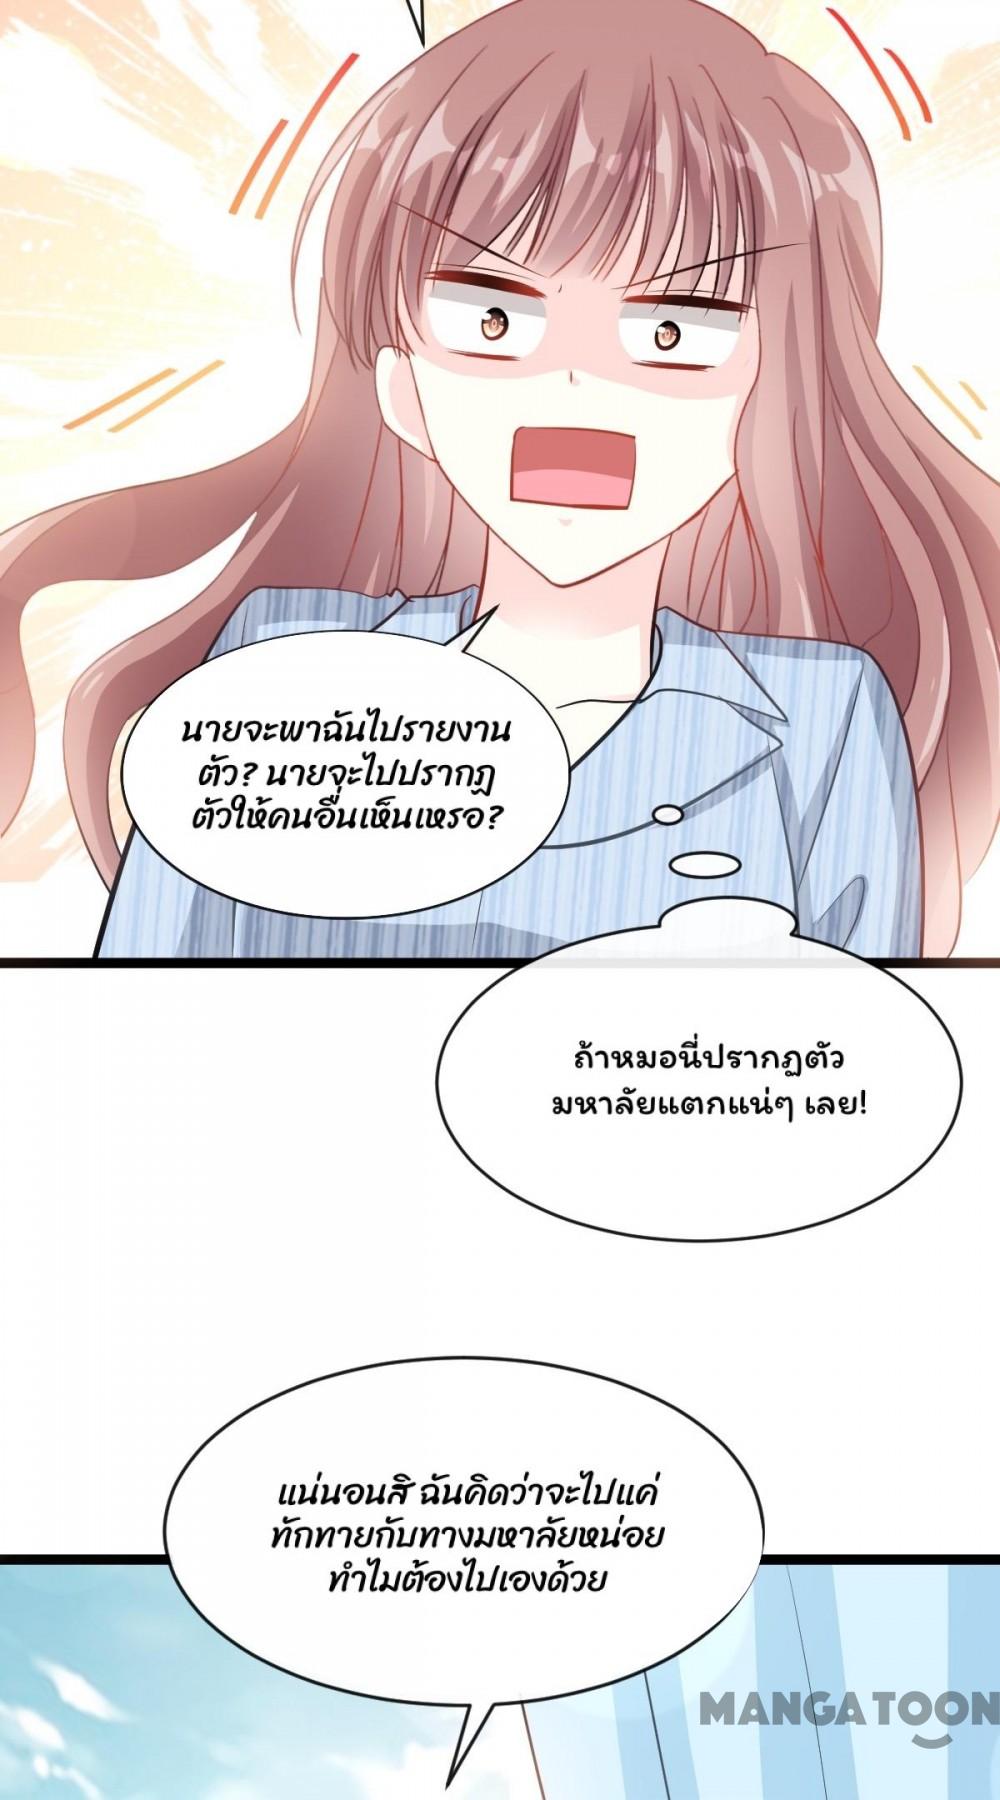 นายจะพาฉันไปรายงาน
ตัว? นายจะไปปรากฏ
ตัวให้คนอื่นเห็นเหรอ?
ถ้าหมอนี่ปรากฏตัว
มหาลัยแตกแน่ๆ เลย!
แน่นอนสิ ฉันคิดว่าจะไปแค่
ทักทายกับทางมหาลัยหน่อย
ทำไมต้องไปเองด้วย
MANGATOON